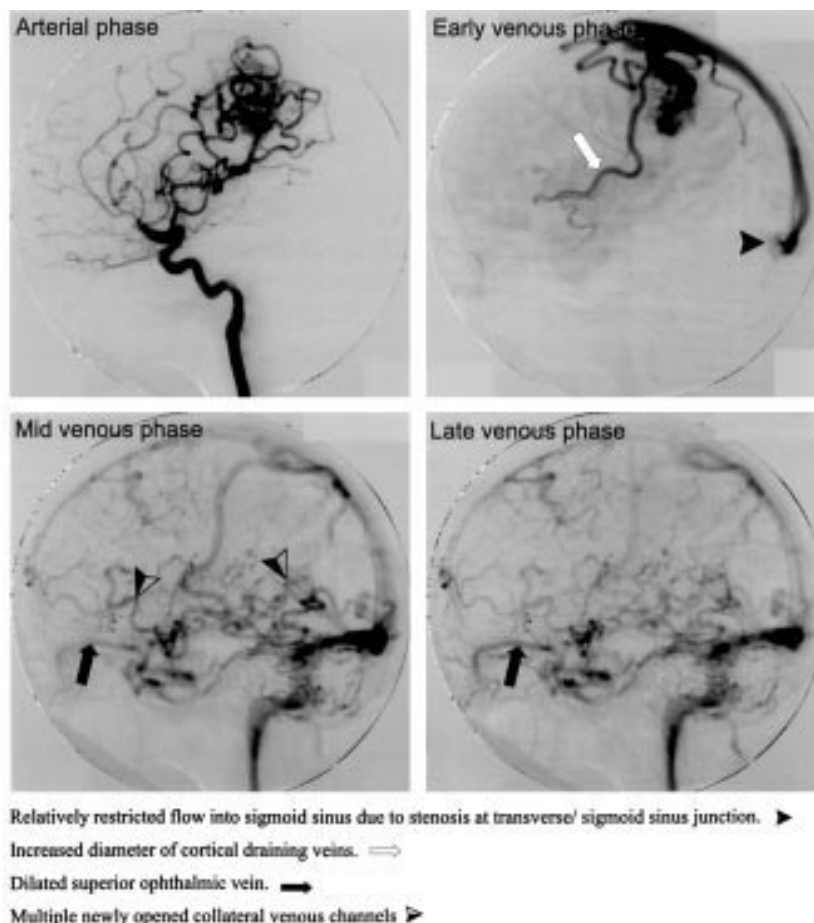 Arterial phase
Early venous phase
Mid venous phase
Late venous phase
Relatively restricted flow into sigmoid sinus due to stenosis at transverse/ sigmoid sinus junction.
Increased diameter of cortical draining veins.
Dilated superior ophthalmic vein.
Multiple newly opened collateral venous channels